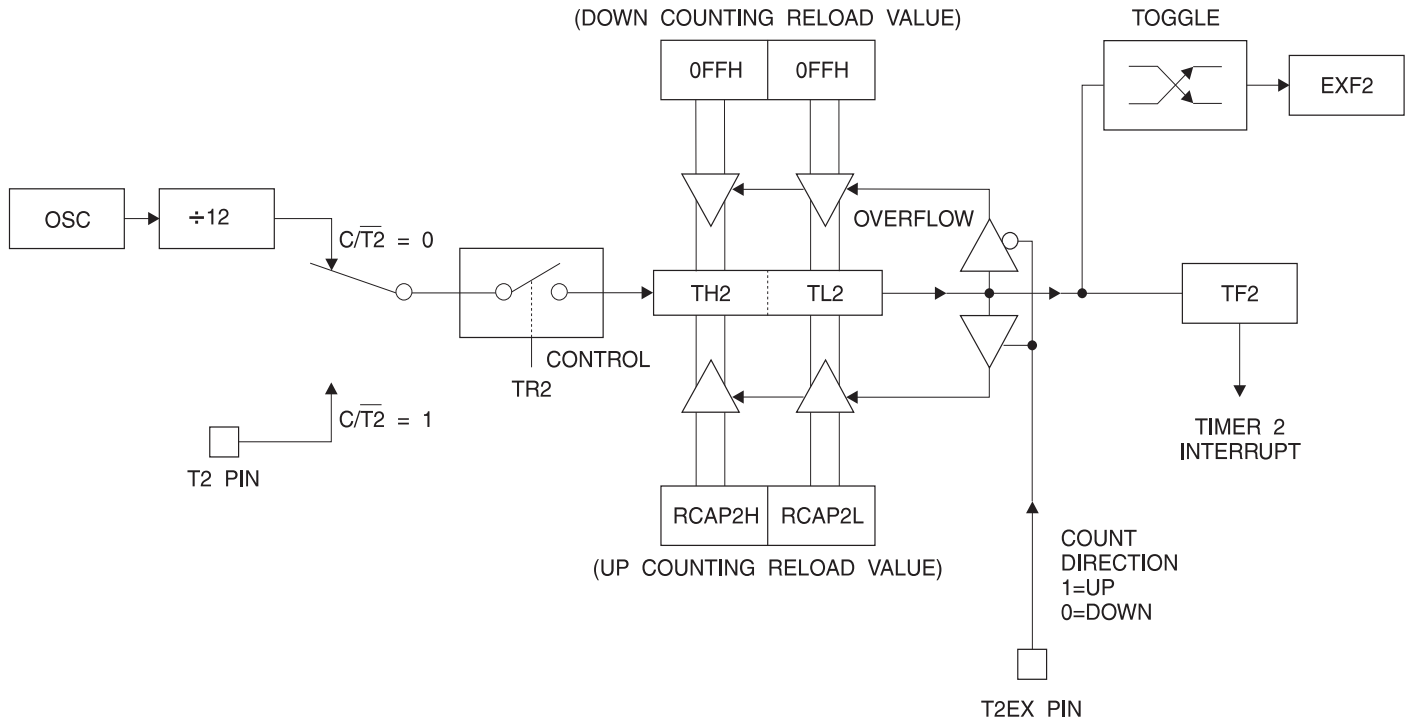 (DOWN COUNTING RELOAD VALUE)
TOGGLE
0FFH
0FFH
EXF2
OSC
÷12
OVERFLOW
C/T2̅ = 0
TH2
TL2
TF2
CONTROL
TR2
C/T2̅ = 1
T2 PIN
TIMER 2
INTERRUPT
RCAP2H
RCAP2L
(UP COUNTING RELOAD VALUE)
COUNT
DIRECTION
1=UP
0=DOWN
T2EX PIN